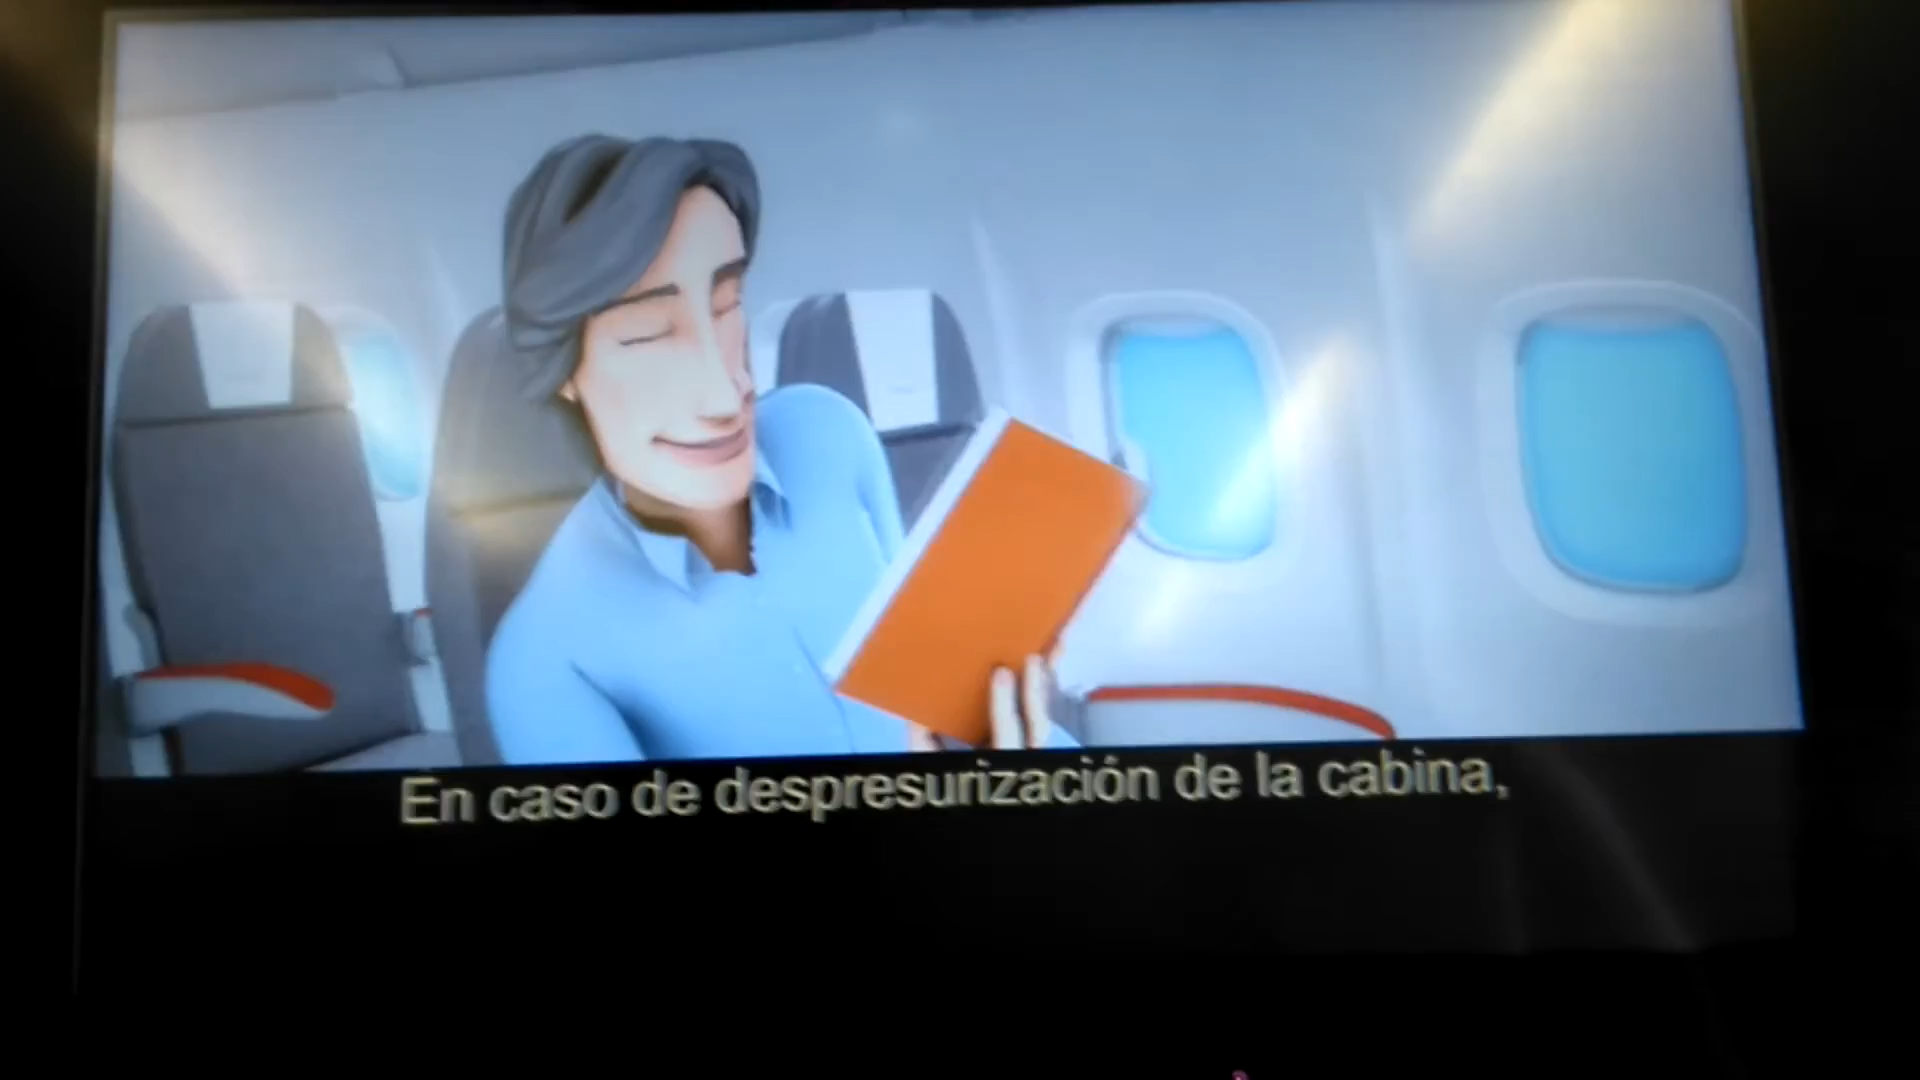 En caso de despresurización de la cabina,